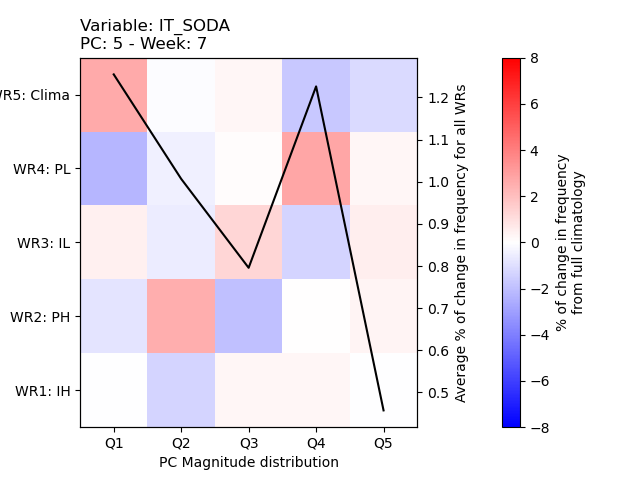 Variable: IT_SODA
PC: 5 - Week: 7
WR5: Clima
WR4: PL
WR3: IL
WR2: PH
WR1: IH
Q1 Q2 Q3 Q4 Q5
PC Magnitude distribution
1.2
1.1
1.0
0.9
0.8
0.7
0.6
0.5
Average % of change in frequency for all WRs
8
6
4
2
0
−2
−4
−6
−8
% of change in frequency
from full climatology